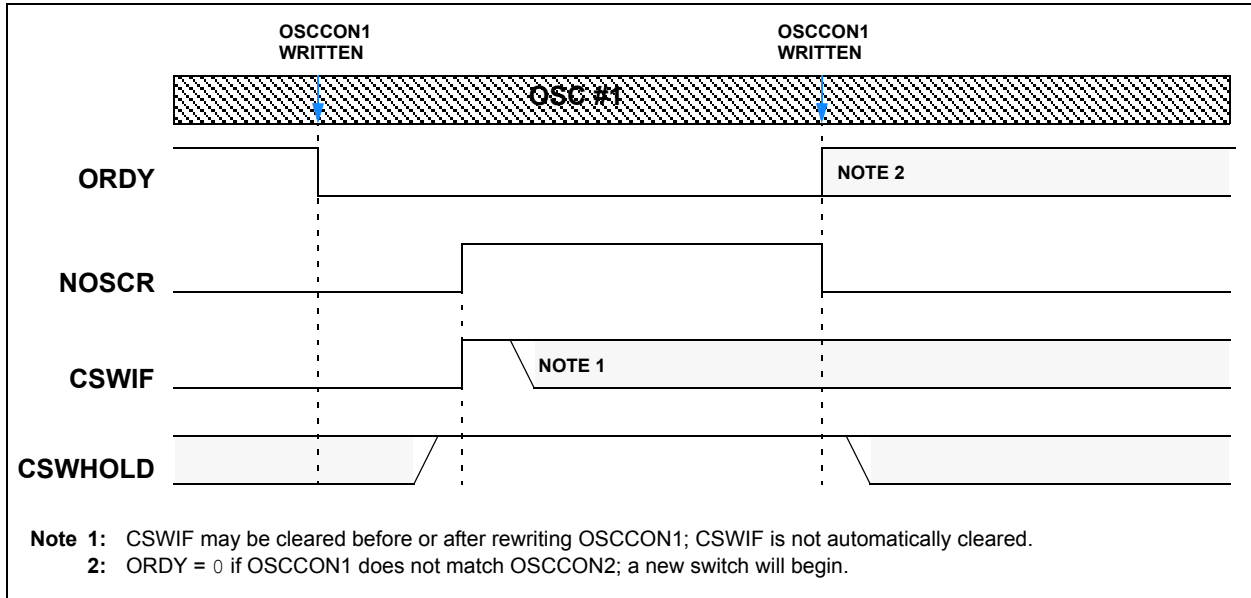 OSCCON1 OSCCON1
WRITTEN WRITTEN
OSC #1
ORDY NOTE 2
NOSCR
CSWIF NOTE 1
CSWHOLD
Note 1: CSWIF may be cleared before or after rewriting OSCCON1; CSWIF is not automatically cleared.
2: ORDY = 0 if OSCCON1 does not match OSCCON2; a new switch will begin.